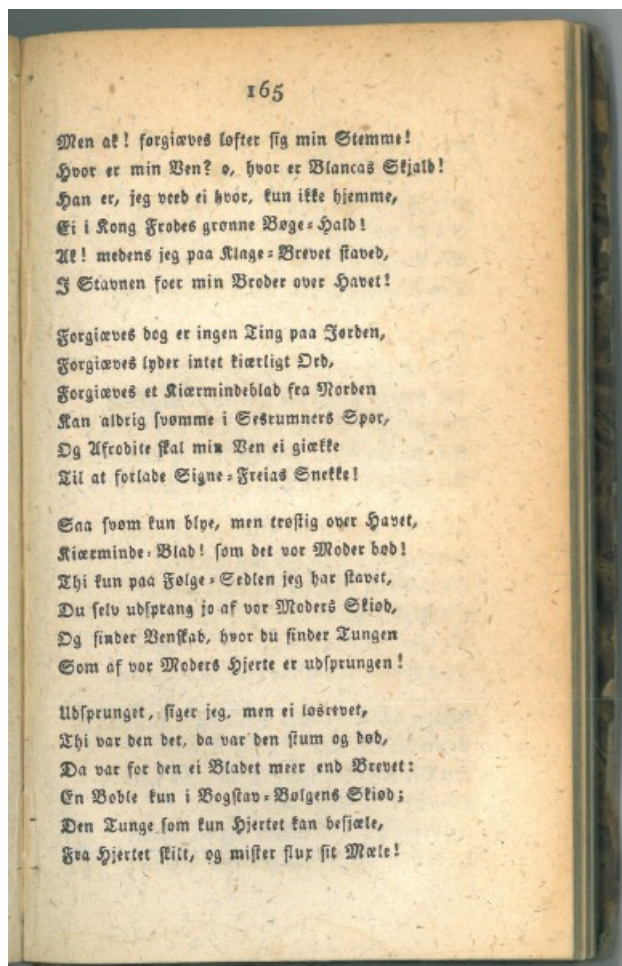 165
Men ak! forgiæves løfter sig min Stemme!
Hvor er min Ven? o, hvor er Blancas Skjald!
Han er, jeg veed ei hvor, kun ikke hjemme,
Ei i Kong Frodes grønne Bøge-Hald!
Ak! medens jeg paa Klage-Brevet staved,
I Stavnen foer min Broder over Havet!
Forgiæves dog er ingen Ting paa Jorden,
Forgiæves lyder intet kiærligt Ord,
Forgiæves et Kiærmindeblad fra Norden
Kan aldrig svømme i Sesrumners Spor,
Og Afrodite skal min Ven ei giække
Til at forlade Signe-Freias Snekke!
Saa svøm kun blye, men trøstig over Havet,
Kiærminde-Blad! som det vor Moder bød!
Thi kun paa Følge-Sedlen jeg har stavet,
Du selv udsprang jo af vor Moders Skiød,
Og finder Venskab, hvor du finder Tungen
Som af vor Moders Hjerte er udsprungen!
Udsprunget, siger jeg, men ei løsrevet,
Thi var den det, da var den stum og død,
Da var for den ei Bladet meer end Brevet:
En Boble kun i Bogstav-Bølgens Skiød;
Den Tunge som kun Hjertet kan besjæle,
Fra Hjertet skilt, og mister flux sit Mæle!